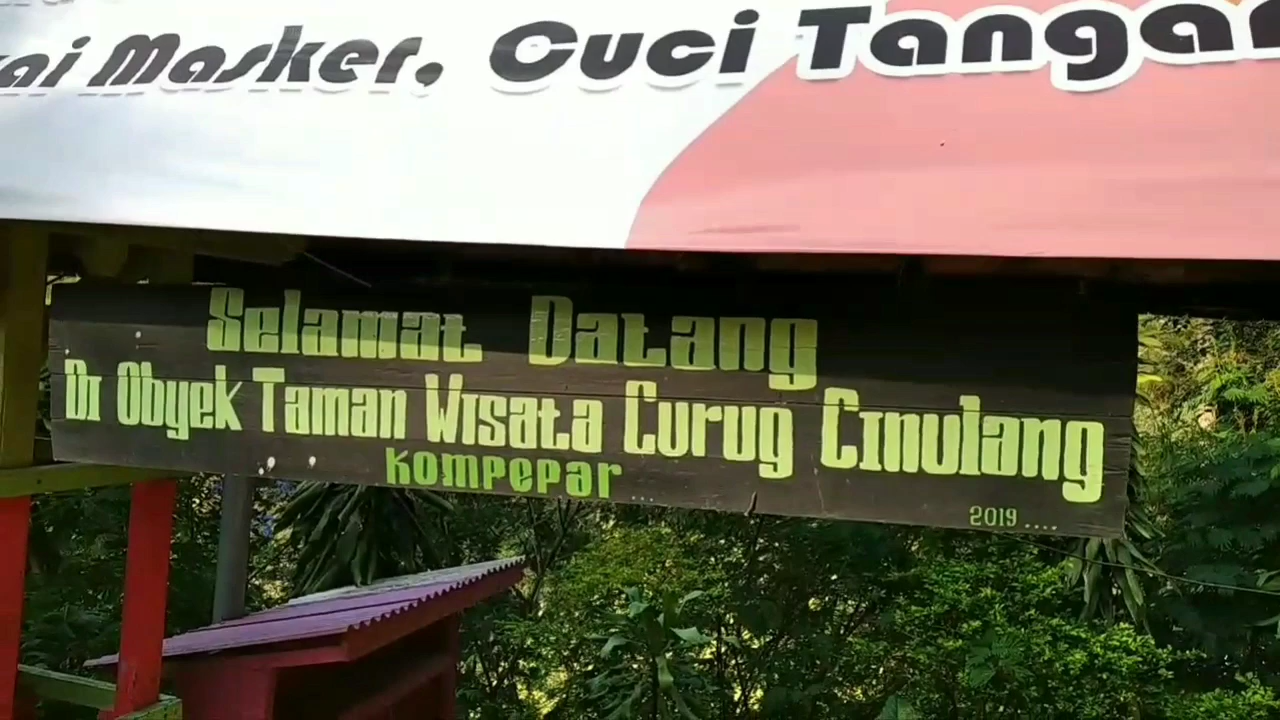 Masker, Cuci Tangan
Selamat Datang
Di Obyek Taman Wisata Curug Cinulang
Kompepar ...
2019 ....